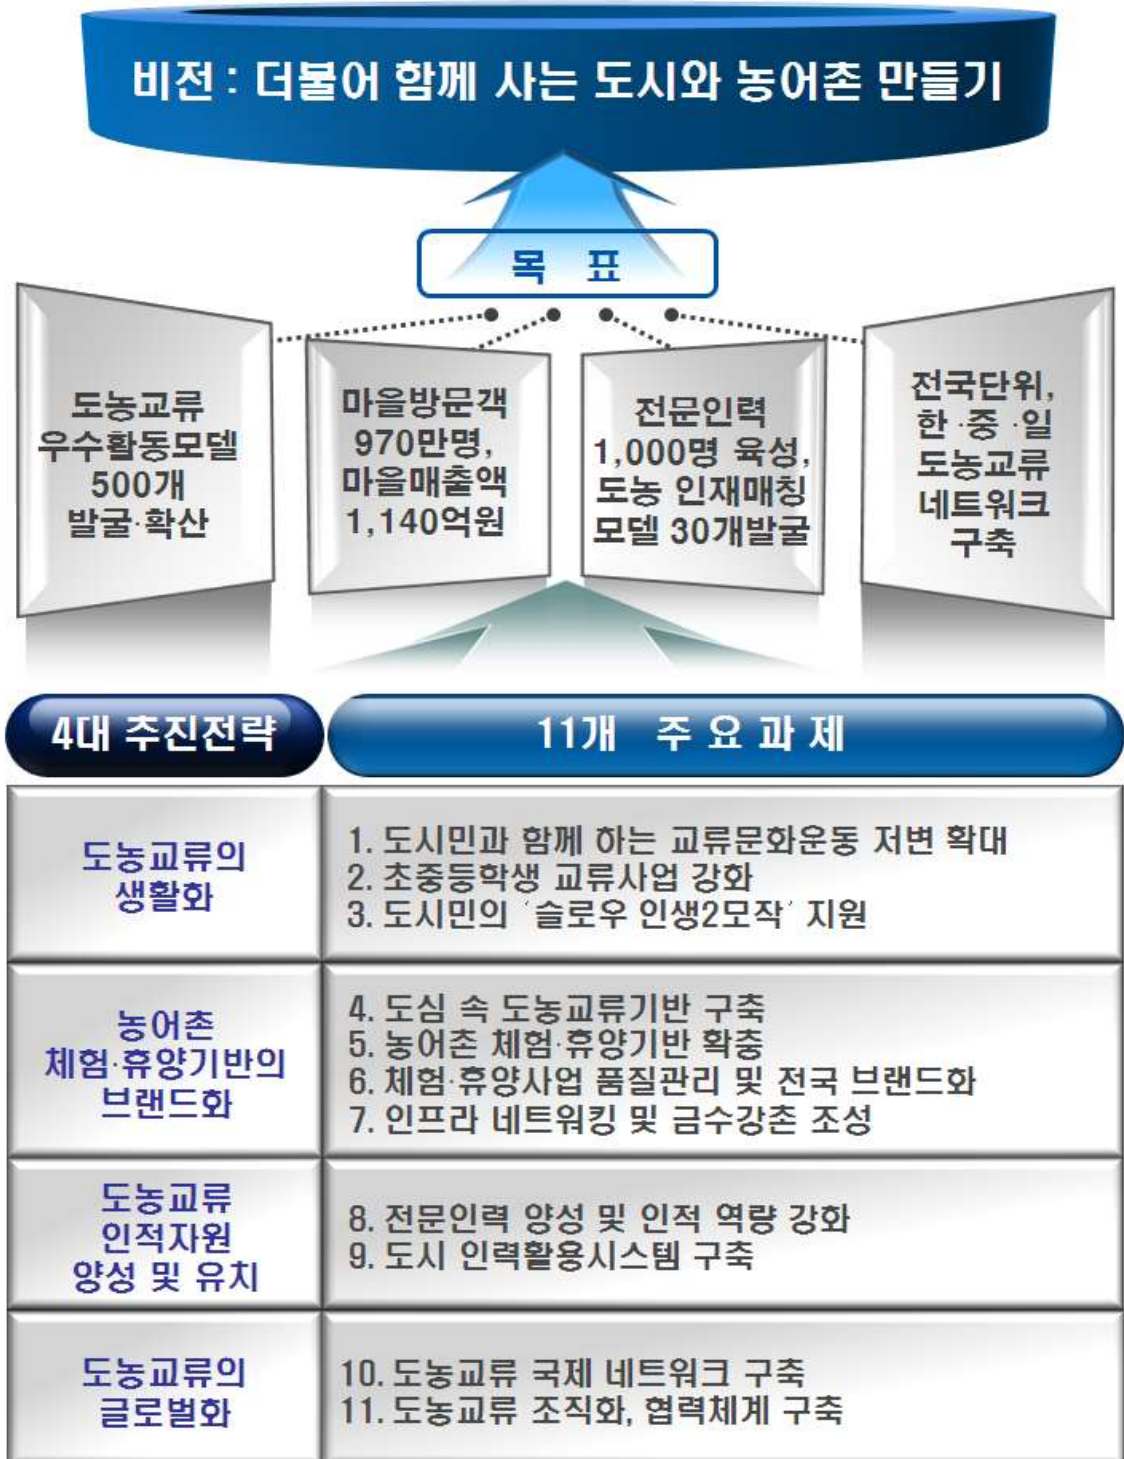 비전 : 더불어 함께 사는 도시와 농어촌 만들기
목 표
도농교류
우수활동모델
500개
발굴·확산
마을방문객
970만명,
마을매출액
1,140억원
전문인력
1,000명 육성,
도농 인재매칭
모델 30개발굴
전국단위,
한·중·일
도농교류
네트워크
구축
4대 추진전략
11개 주요과제
도농교류의
생활화
1. 도시민과 함께 하는 교류문화운동 저변 확대
2. 초중등학생 교류사업 강화
3. 도시민의 '슬로우 인생2모작' 지원
농어촌
체험·휴양기반의
브랜드화
4. 도심 속 도농교류기반 구축
5. 농어촌 체험·휴양기반 확충
6. 체험·휴양사업 품질관리 및 전국 브랜드화
7. 인프라 네트워킹 및 금수강촌 조성
도농교류
인적자원
양성 및 유치
8. 전문인력 양성 및 인적 역량 강화
9. 도시 인력활용시스템 구축
도농교류의
글로벌화
10. 도농교류 국제 네트워크 구축
11. 도농교류 조직화, 협력체계 구축